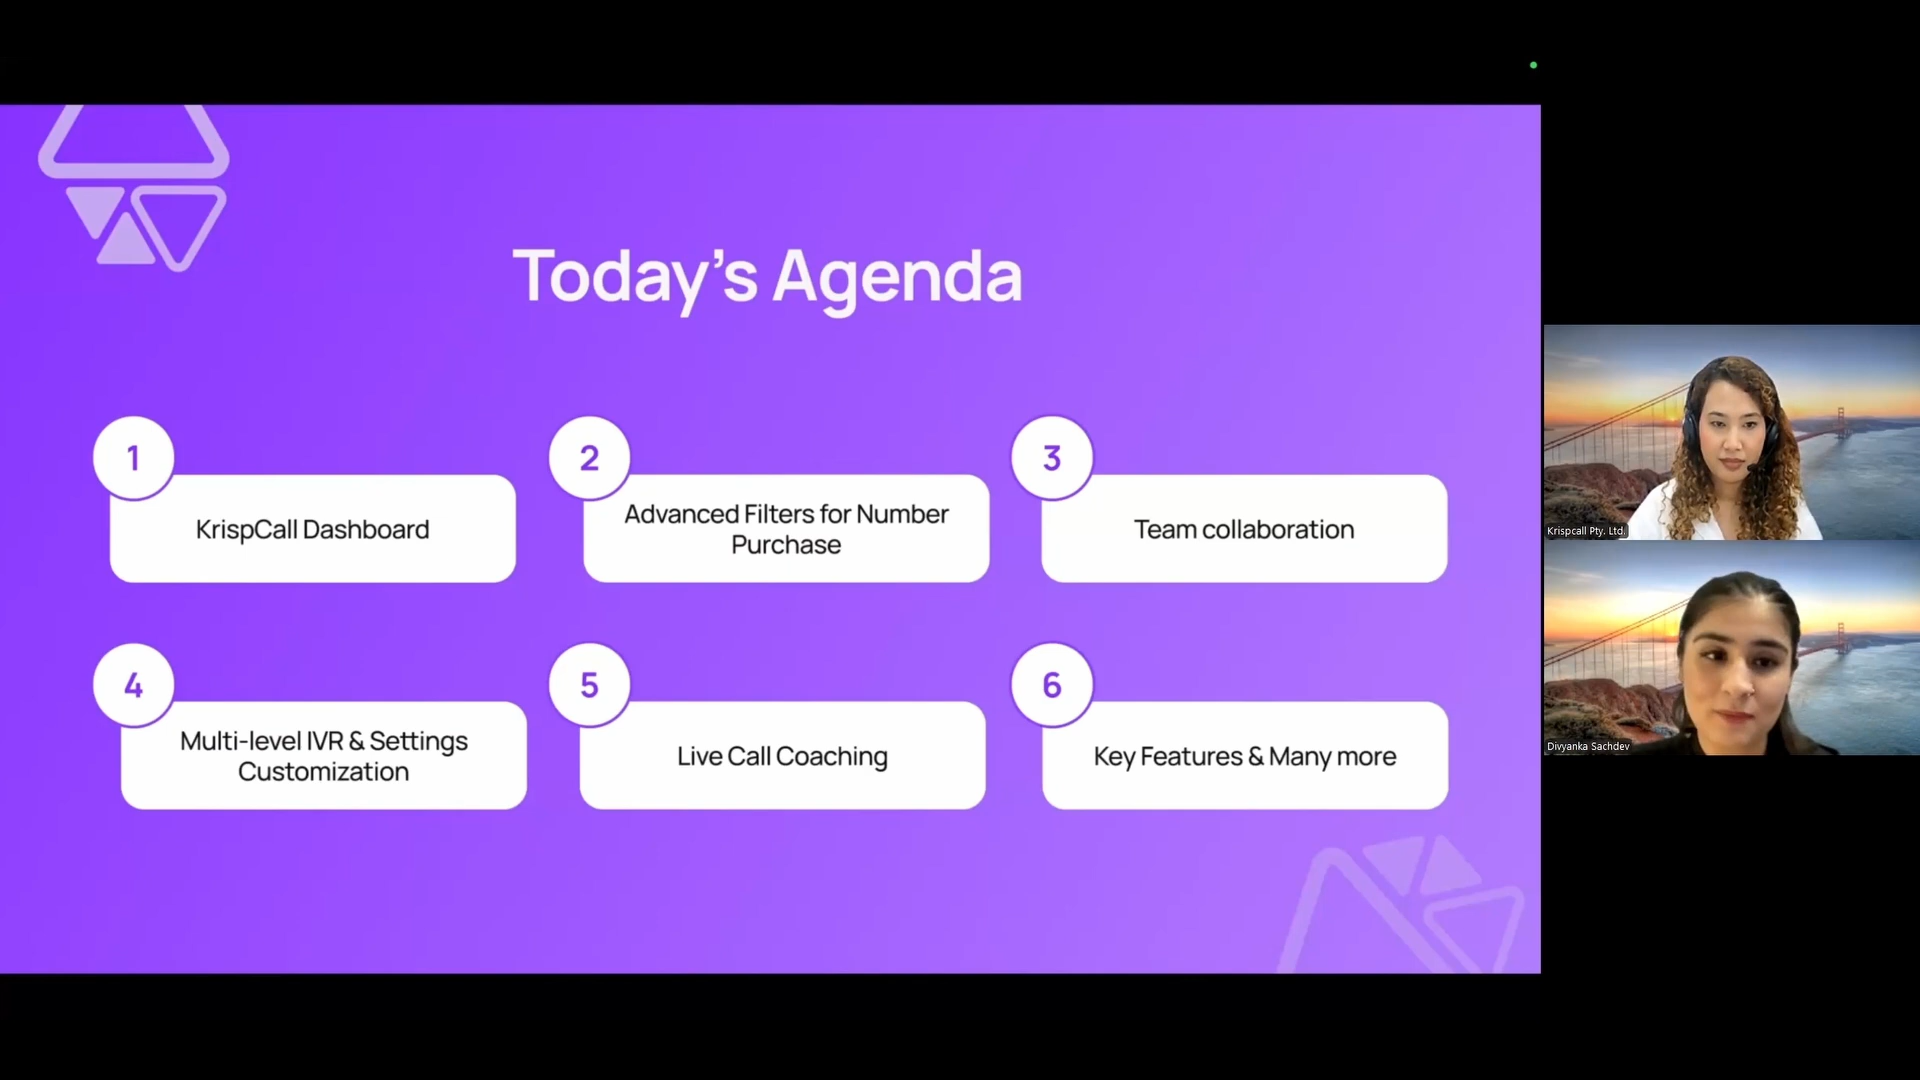 Today's Agenda
1
KrispCall Dashboard
2
Advanced Filters for Number
Purchase
3
Team collaboration
4
Multi-level IVR & Settings
Customization
5
Live Call Coaching
6
Key Features & Many more
Krispcall Pty. Ltd.
Divyanka Sachdev